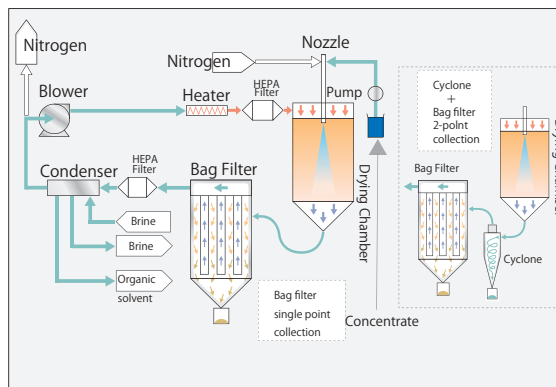 Nitrogen
Nitrogen
Nozzle
Blower
Heater
HEPA
Filter
Pump
Cyclone
+
Bag filter
2-point
collection
Condenser
HEPA
Filter
Bag Filter
Drying Chamber
Bag Filter
Brine
Brine
Organic
solvent
Cyclone
Bag filter
single point
collection
Concentrate